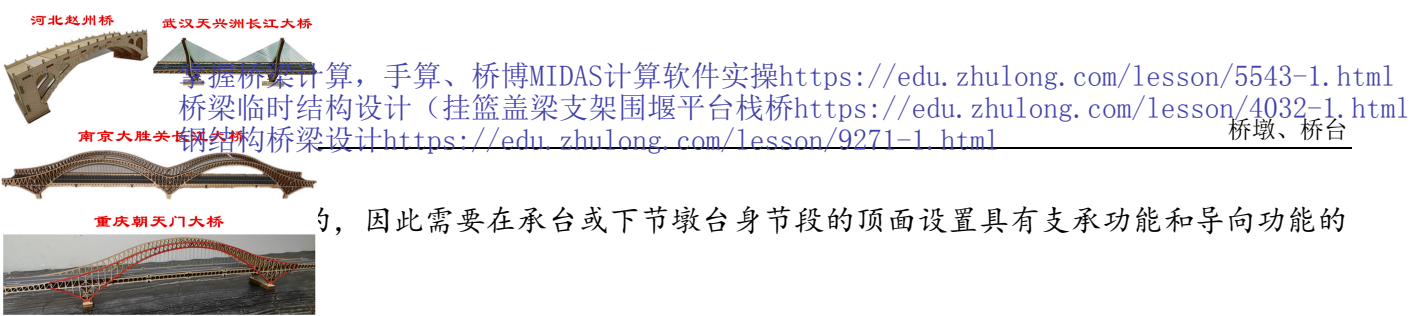 河北赵州桥
武汉天兴洲长江大桥
掌握桥梁计算，手算、桥博MIDAS计算软件实操https://edu.zhulong.com/lesson/5543-1.html
桥梁临时结构设计（挂篮盖梁支架围堰平台栈桥https://edu.zhulong.com/lesson/4032-1.html
南京大胜关长江大桥
钢结构桥梁设计https://edu.zhulong.com/lesson/9271-1.html
桥墩、桥台
重庆朝天门大桥
的，因此需要在承台或下节墩台身节段的顶面设置具有支承功能和导向功能的